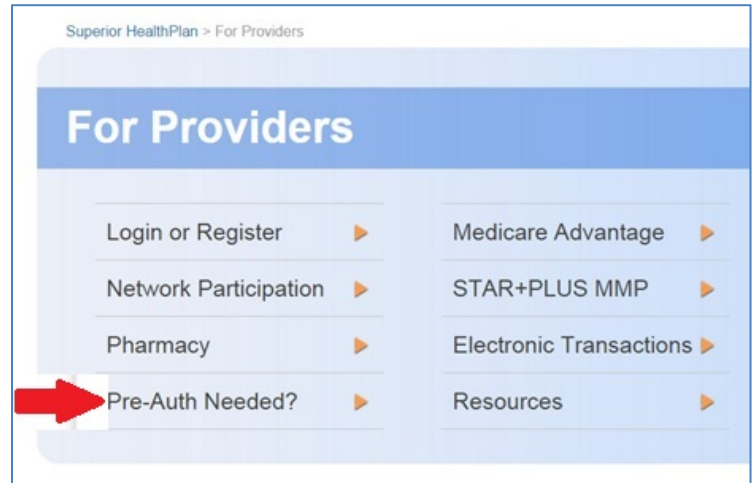 Superior HealthPlan > For Providers
For Providers
Login or Register
Network Participation
Pharmacy
Pre-Auth Needed?
Medicare Advantage
STAR+PLUS MMP
Electronic Transactions
Resources